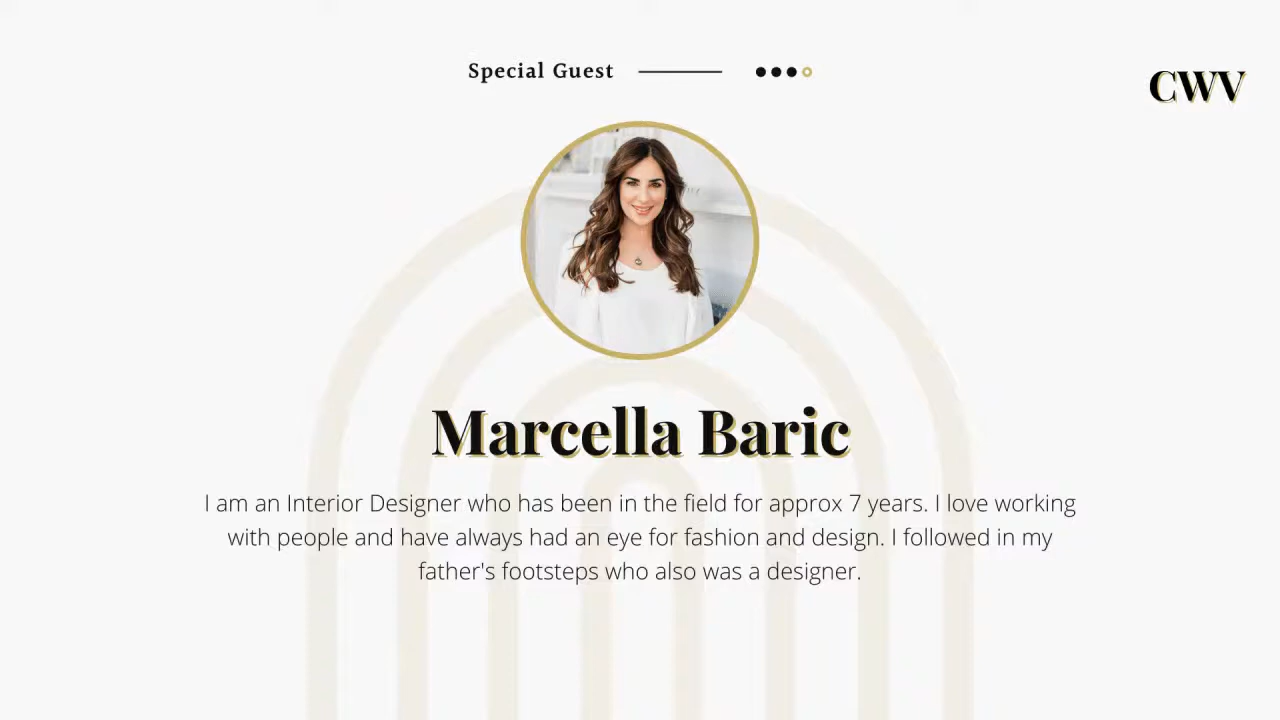 Special Guest
CWV
Marcella Baric
I am an Interior Designer who has been in the field for approx 7 years. I love working
with people and have always had an eye for fashion and design. I followed in my
father's footsteps who also was a designer.